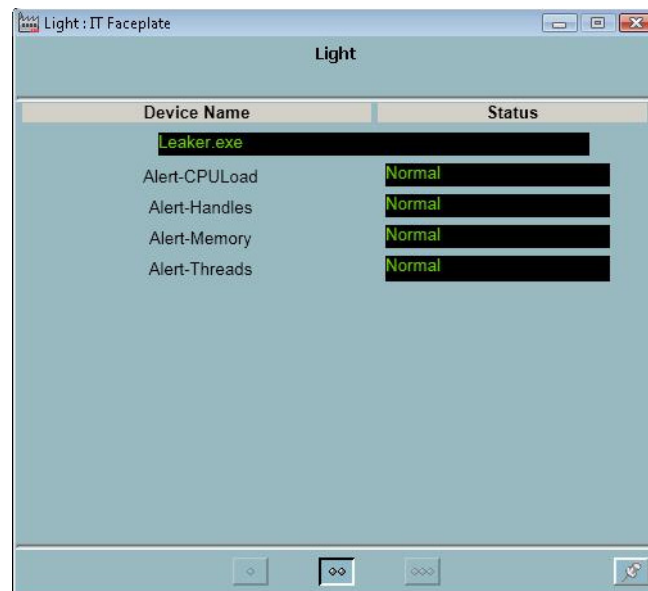 Light : IT Faceplate
Light
Device Name Status
Leaker.exe
Alert-CPULoad Normal
Alert-Handles Normal
Alert-Memory Normal
Alert-Threads Normal